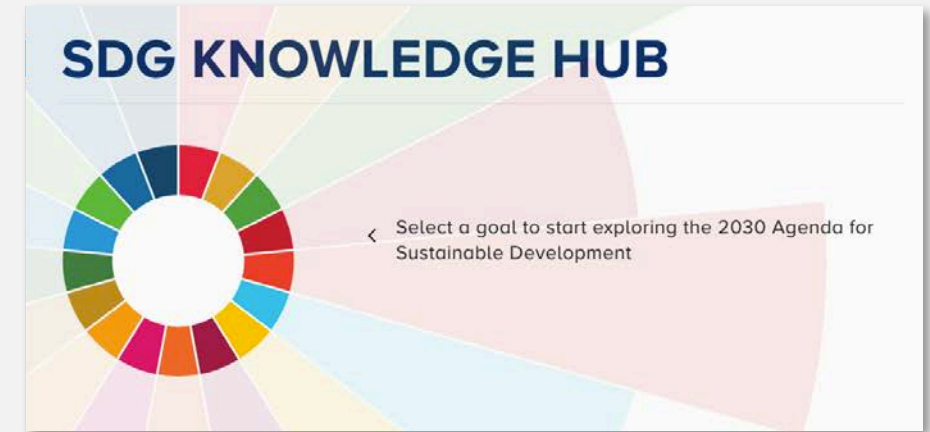 SDG KNOWLEDGE HUB
Select a goal to start exploring the 2030 Agenda for
Sustainable Development